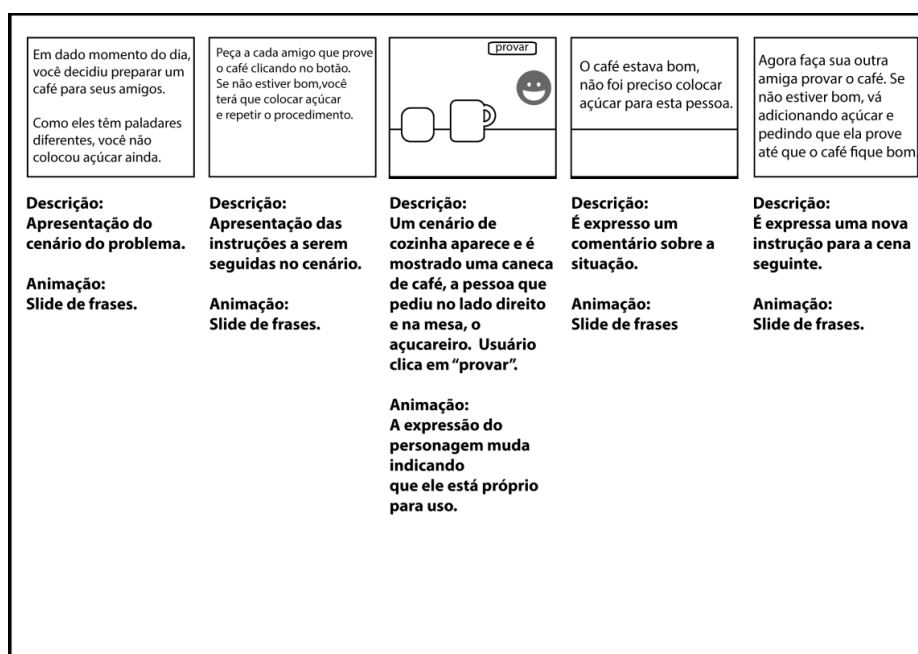 Em dado momento do dia,
você decidiu preparar um
café para seus amigos.
Como eles têm paladares
diferentes, você não
colocou açúcar ainda.
Peça a cada amigo que prove
o café clicando no botão.
Se não estiver bom,você
terá que colocar açúcar
e repetir o procedimento.
provar
O café estava bom,
não foi preciso colocar
açúcar para esta pessoa.
Agora faça sua outra
amiga provar o café. Se
não estiver bom, vá
adicionando açúcar e
pedindo que ela prove
até que o café fique bom
Descrição:
Apresentação do
cenário do problema.
Animação:
Slide de frases.
Descrição:
Apresentação das
instruções a serem
seguidas no cenário.
Animação:
Slide de frases.
Descrição:
Um cenário de
cozinha aparece e é
mostrado uma caneca
de café, a pessoa que
pediu no lado direito
e na mesa, o
açucareiro. Usuário
clica em “provar”.
Animação:
A expressão do
personagem muda
indicando
que ele está próprio
para uso.
Descrição:
É expresso um
comentário sobre a
situação.
Animação:
Slide de frases
Descrição:
É expressa uma nova
instrução para a cena
seguinte.
Animação:
Slide de frases.